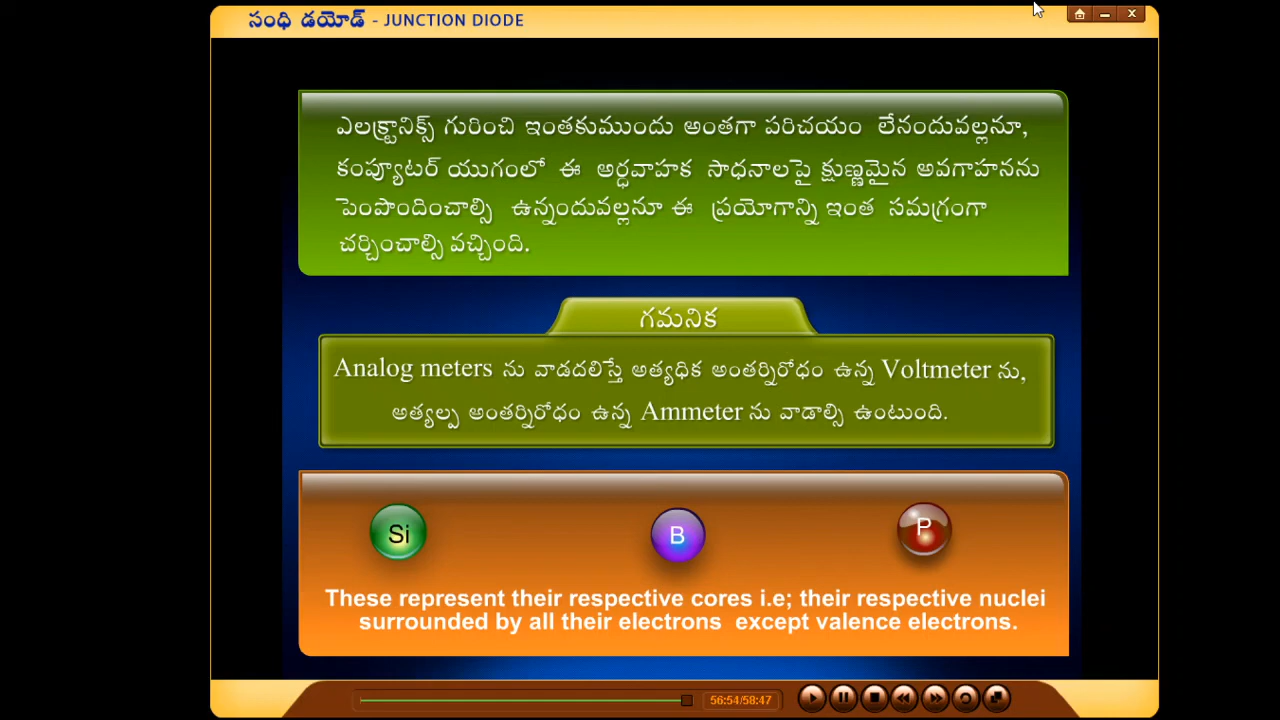 సంధి డయోడ్ - JUNCTION DIODE
ఎలక్ట్రానిక్స్ గురించి ఇంతకుముందు అంతగా పరిచయం లేనందువల్లనూ,
కంప్యూటర్ యుగంలో ఈ అర్ధవాహక సాధనాలపై క్షుణ్ణమైన అవగాహనను
పెంపొందించాల్సి ఉన్నందువల్లనూ ఈ ప్రయోగాన్ని ఇంత సమగ్రంగా
చర్చించాల్సి వచ్చింది.
గమనిక
Analog meters ను వాడదలిస్తే అత్యధిక అంతర్నిరోధం ఉన్న Voltmeter ను,
అత్యల్ప అంతర్నిరోధం ఉన్న Ammeter ను వాడాల్సి ఉంటుంది.
Si B P
These represent their respective cores i.e; their respective nuclei
surrounded by all their electrons except valence electrons.
56:54/58:47